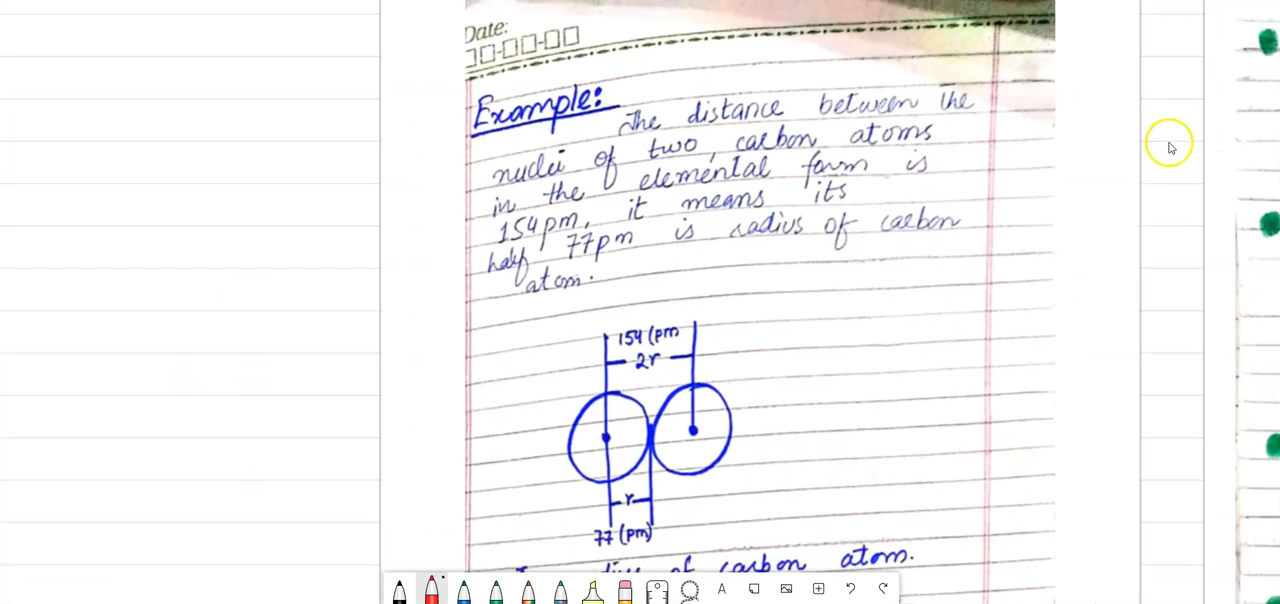 Date:
Example:
The distance between the
nuclei of two, carbon atoms
in the elemental form is
154pm, it means its
half 77pm is radius of carbon
atom.
154 (pm
2r
r
77 (pm)
of carbon atom.
A